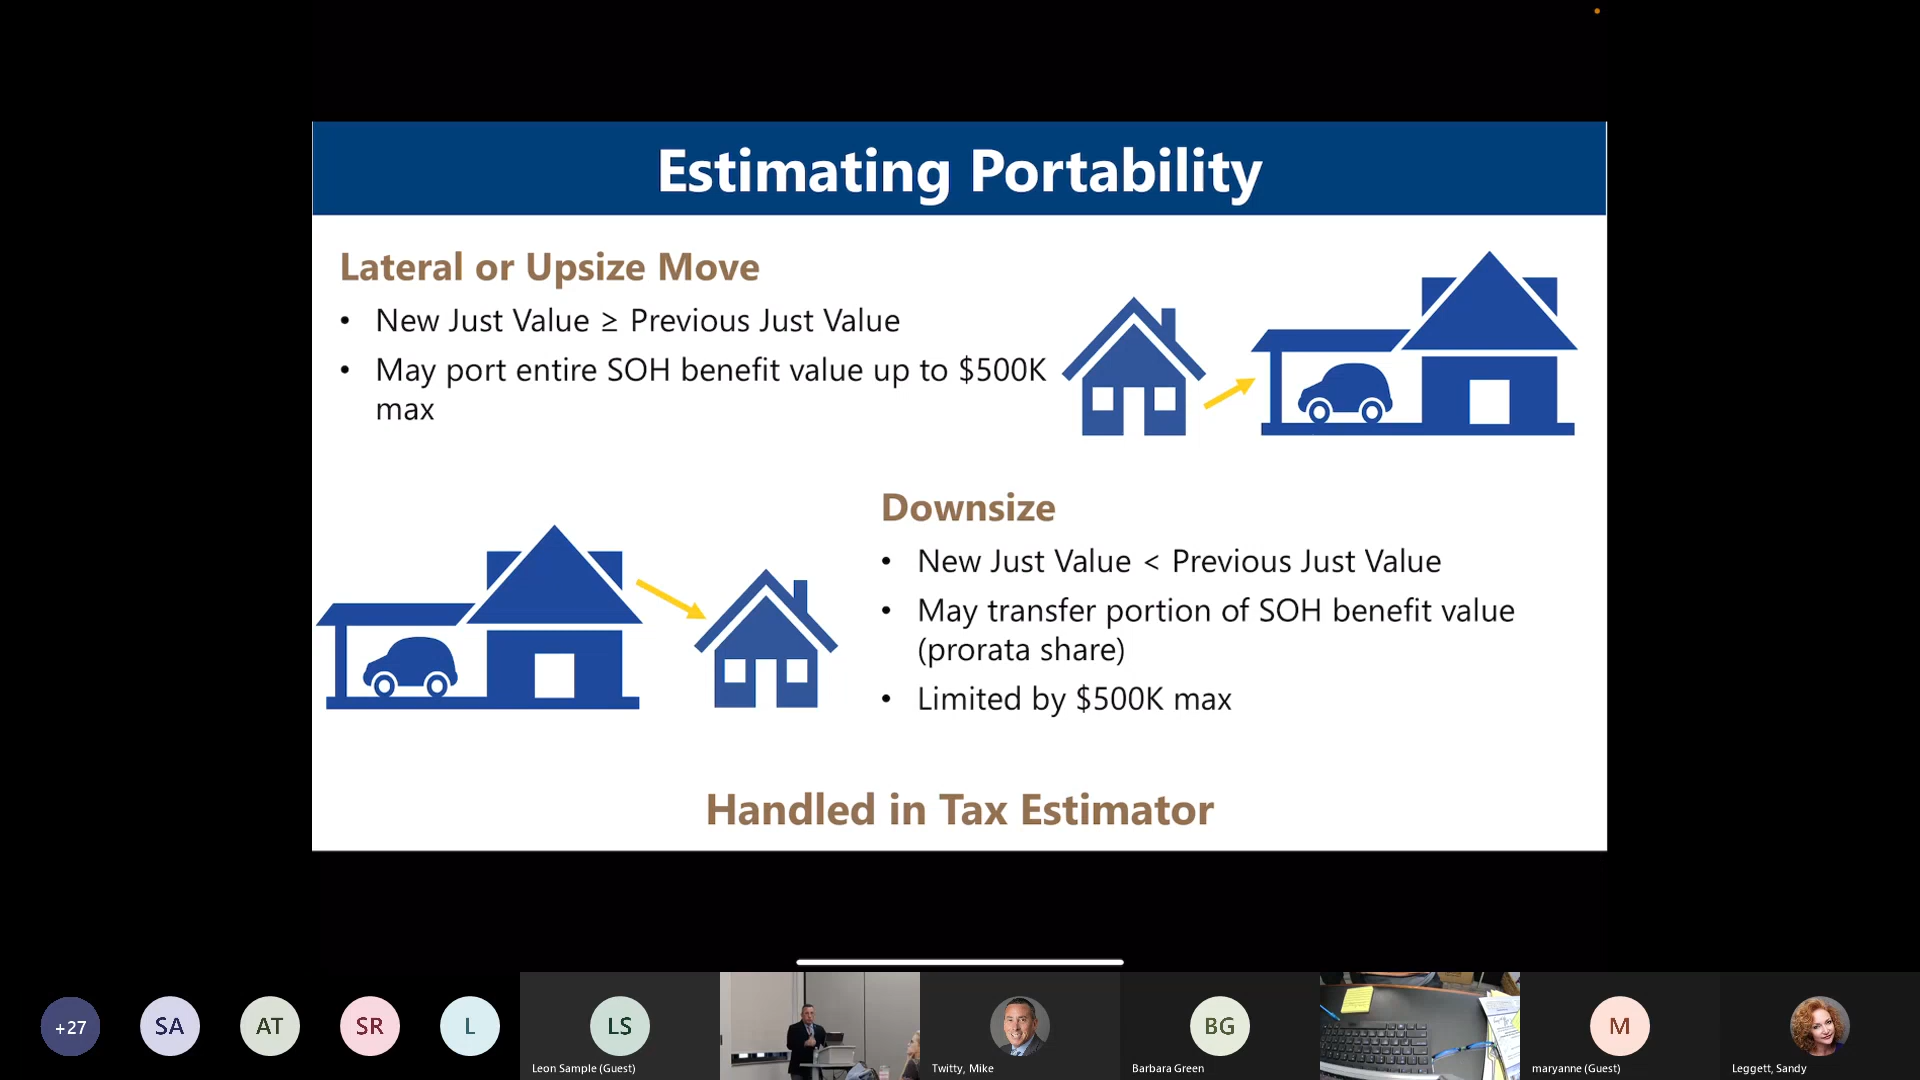 Estimating Portability
Lateral or Upsize Move
• New Just Value ≥ Previous Just Value
• May port entire SOH benefit value up to $500K
max
Downsize
• New Just Value < Previous Just Value
• May transfer portion of SOH benefit value
(prorata share)
• Limited by $500K max
Handled in Tax Estimator
+27
SA
AT
SR
L
LS
Leon Sample (Guest)
Twitty, Mike
BG
Barbara Green
M
maryanne (Guest)
Leggett, Sandy